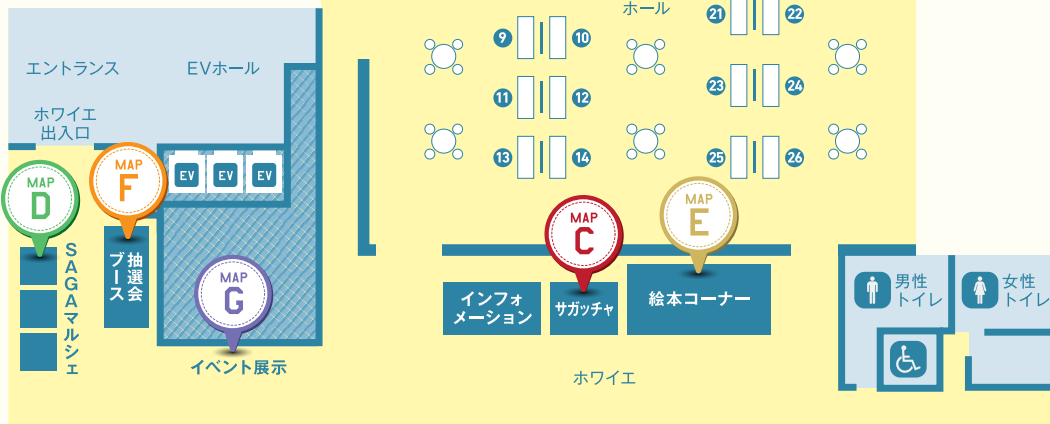 ホール
21
22
9
10
エントランス
EVホール
23
24
11
12
ホワイエ
出入口
13
14
25
26
MAP
D
MAP
F
EV
EV
EV
MAP
C
MAP
E
SAGAマルシェ
抽選会
ブース
MAP
G
インフォ
メーション
サガッチャ
絵本コーナー
男性
トイレ
女性
トイレ
イベント展示
ホワイエ